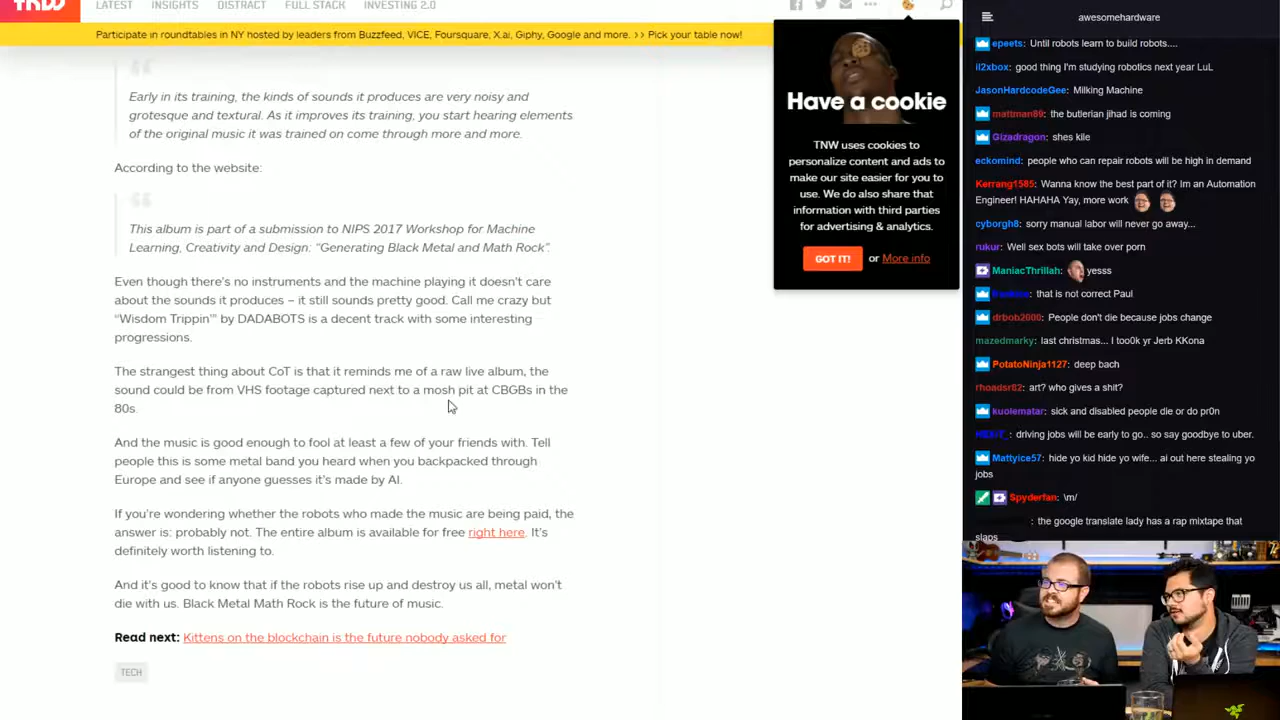 TNW
LATEST INSIGHTS DISTRACT FULL STACK INVESTING 2.0
Participate in roundtables in NY hosted by leaders from Buzzfeed, VICE, Foursquare, X.ai, Giphy, Google and more. >> Pick your table now!
Early in its training, the kinds of sounds it produces are very noisy and
grotesque and textural. As it improves its training, you start hearing elements
of the original music it was trained on come through more and more.
According to the website:
This album is part of a submission to NIPS 2017 Workshop for Machine
Learning, Creativity and Design: “Generating Black Metal and Math Rock”.
Even though there’s no instruments and the machine playing it doesn’t care
about the sounds it produces – it still sounds pretty good. Call me crazy but
“Wisdom Trippin’” by DADABOTS is a decent track with some interesting
progressions.
The strangest thing about CoT is that it reminds me of a raw live album, the
sound could be from VHS footage captured next to a mosh pit at CBGBs in the
80s.
And the music is good enough to fool at least a few of your friends with. Tell
people this is some metal band you heard when you backpacked through
Europe and see if anyone guesses it’s made by AI.
If you’re wondering whether the robots who made the music are being paid, the
answer is: probably not. The entire album is available for free right here. It’s
definitely worth listening to.
And it’s good to know that if the robots rise up and destroy us all, metal won’t
die with us. Black Metal Math Rock is the future of music.
Read next: Kittens on the blockchain is the future nobody asked for
TECH
Have a cookie
TNW uses cookies to
personalize content and ads to
make our site easier for you to
use. We do also share that
information with third parties
for advertising & analytics.
GOT IT! or More info
awesomehardware
epeets: Until robots learn to build robots....
il2xbox: good thing I'm studying robotics next year LuL
JasonHardcodeGee: Milking Machine
mattman89: the butlerian jihad is coming
Gizadragon: shes kile
eckomind: people who can repair robots will be high in demand
Kerrang1585: Wanna know the best part of it? Im an Automation
Engineer! HAHAHA Yay, more work
cyborgh8: sorry manual labor will never go away...
rukur: Well sex bots will take over porn
ManiacThrillah: yesss
: that is not correct Paul
drbob2000: People don't die because jobs change
mazedmarky: last christmas... I too0k yr Jerb KKona
PotatoNinja1127: deep bach
rhoadsr82: art? who gives a shit?
kuolematar: sick and disabled people die or do pr0n
: driving jobs will be early to go.. so say goodbye to uber.
Mattyice57: hide yo kid hide yo wife... ai out here stealing yo
jobs
Spyderfan: \m/
: the google translate lady has a rap mixtape that
slaps